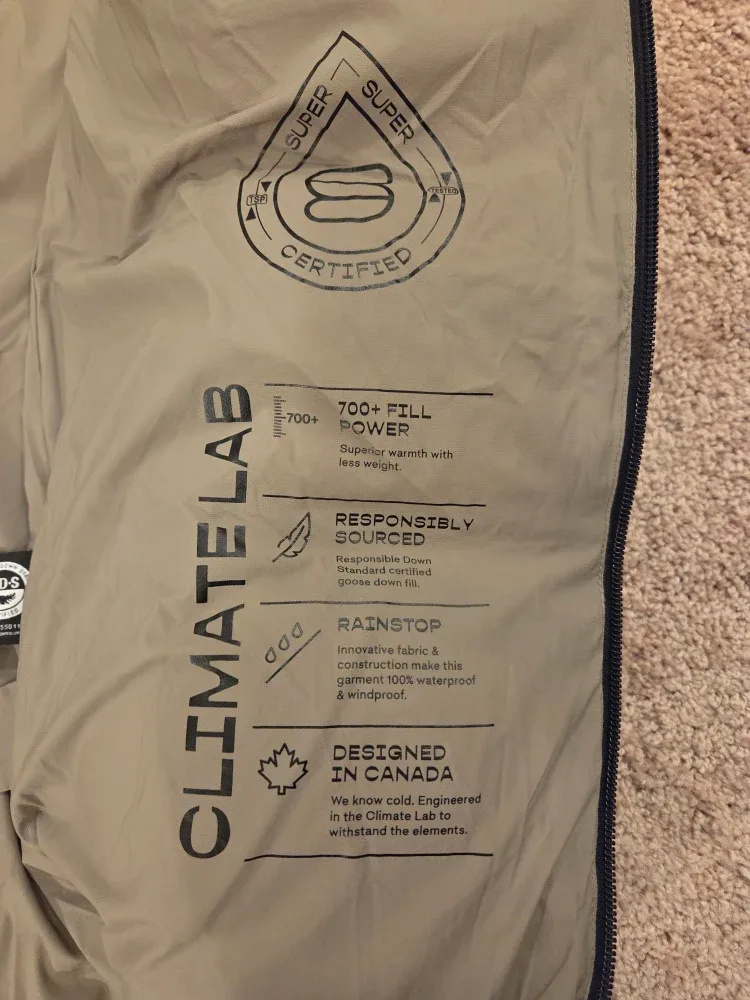 SUPER SUPER
TSP
TESTED
CERTIFIED
CLIMATE LAB
700+
700+ FILL
POWER
Superior warmth with
less weight.
RESPONSIBLY
SOURCED
Responsible Down
Standard certified
goose down fill.
RAINSTOP
Innovative fabric &
construction make this
garment 100% waterproof
& windproof.
DESIGNED
IN CANADA
We know cold. Engineered
in the Climate Lab to
withstand the elements.